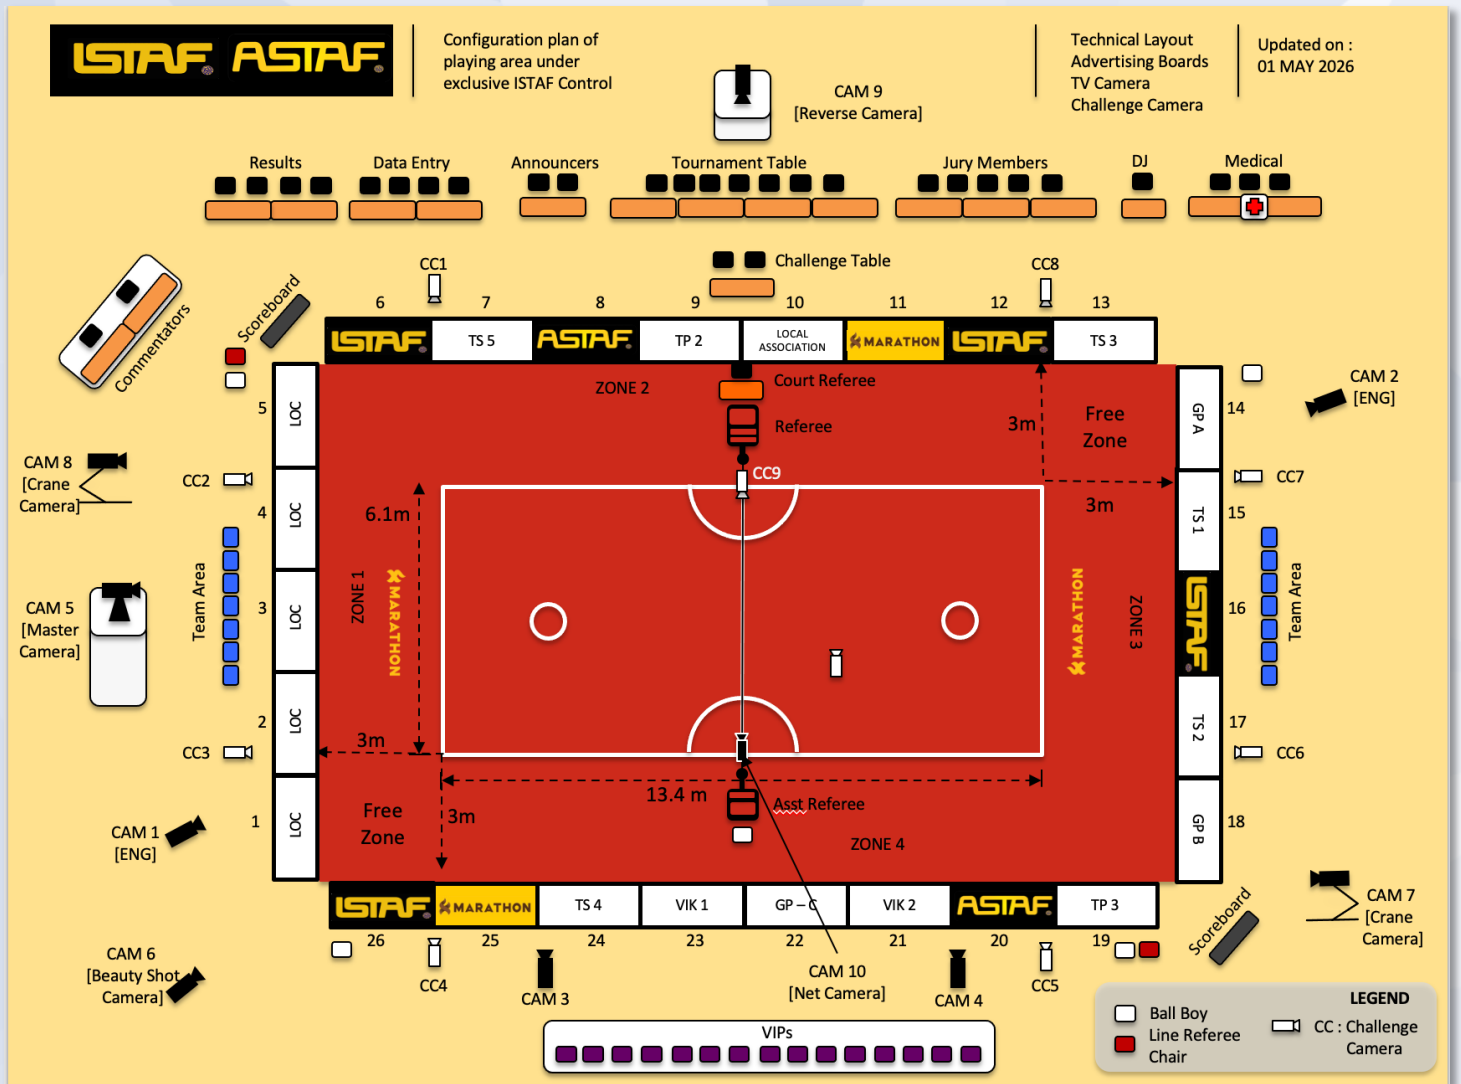 ISTAF ASTAF
Configuration plan of
playing area under
exclusive ISTAF Control
Technical Layout
Advertising Boards
TV Camera
Challenge Camera
Updated on :
01 MAY 2026
CAM 9
[Reverse Camera]
Results
Data Entry
Announcers
Tournament Table
Jury Members
DJ
Medical
Commentators
Scoreboard
CC1
Challenge Table
CC8
6
7
8
9
10
11
12
13
ISTAF
TS 5
ASTAF
TP 2
LOCAL
ASSOCIATION
MARATHON
ISTAF
TS 3
ZONE 2
Court Referee
Referee
CC9
3m
Free
Zone
3m
5
LOC
4
LOC
3
LOC
2
LOC
1
LOC
CAM 8
[Crane
Camera]
CC2
Team Area
CAM 5
[Master
Camera]
CC3
CAM 1
[ENG]
6.1m
ZONE 1
MARATHON
3m
Free
Zone
3m
13.4 m
Asst Referee
ZONE 4
MARATHON
ZONE 3
GP A
14
TS 1
15
ISTAF
16
TS 2
17
GP B
18
CAM 2
[ENG]
CC7
Team Area
CC6
CAM 7
[Crane
Camera]
Scoreboard
ISTAF
MARATHON
TS 4
VIK 1
GP – C
VIK 2
ASTAF
TP 3
26
25
24
23
22
21
20
19
CAM 6
[Beauty Shot
Camera]
CC4
CAM 3
CAM 10
[Net Camera]
CAM 4
CC5
VIPs
LEGEND
Ball Boy
Line Referee
Chair
CC : Challenge
Camera